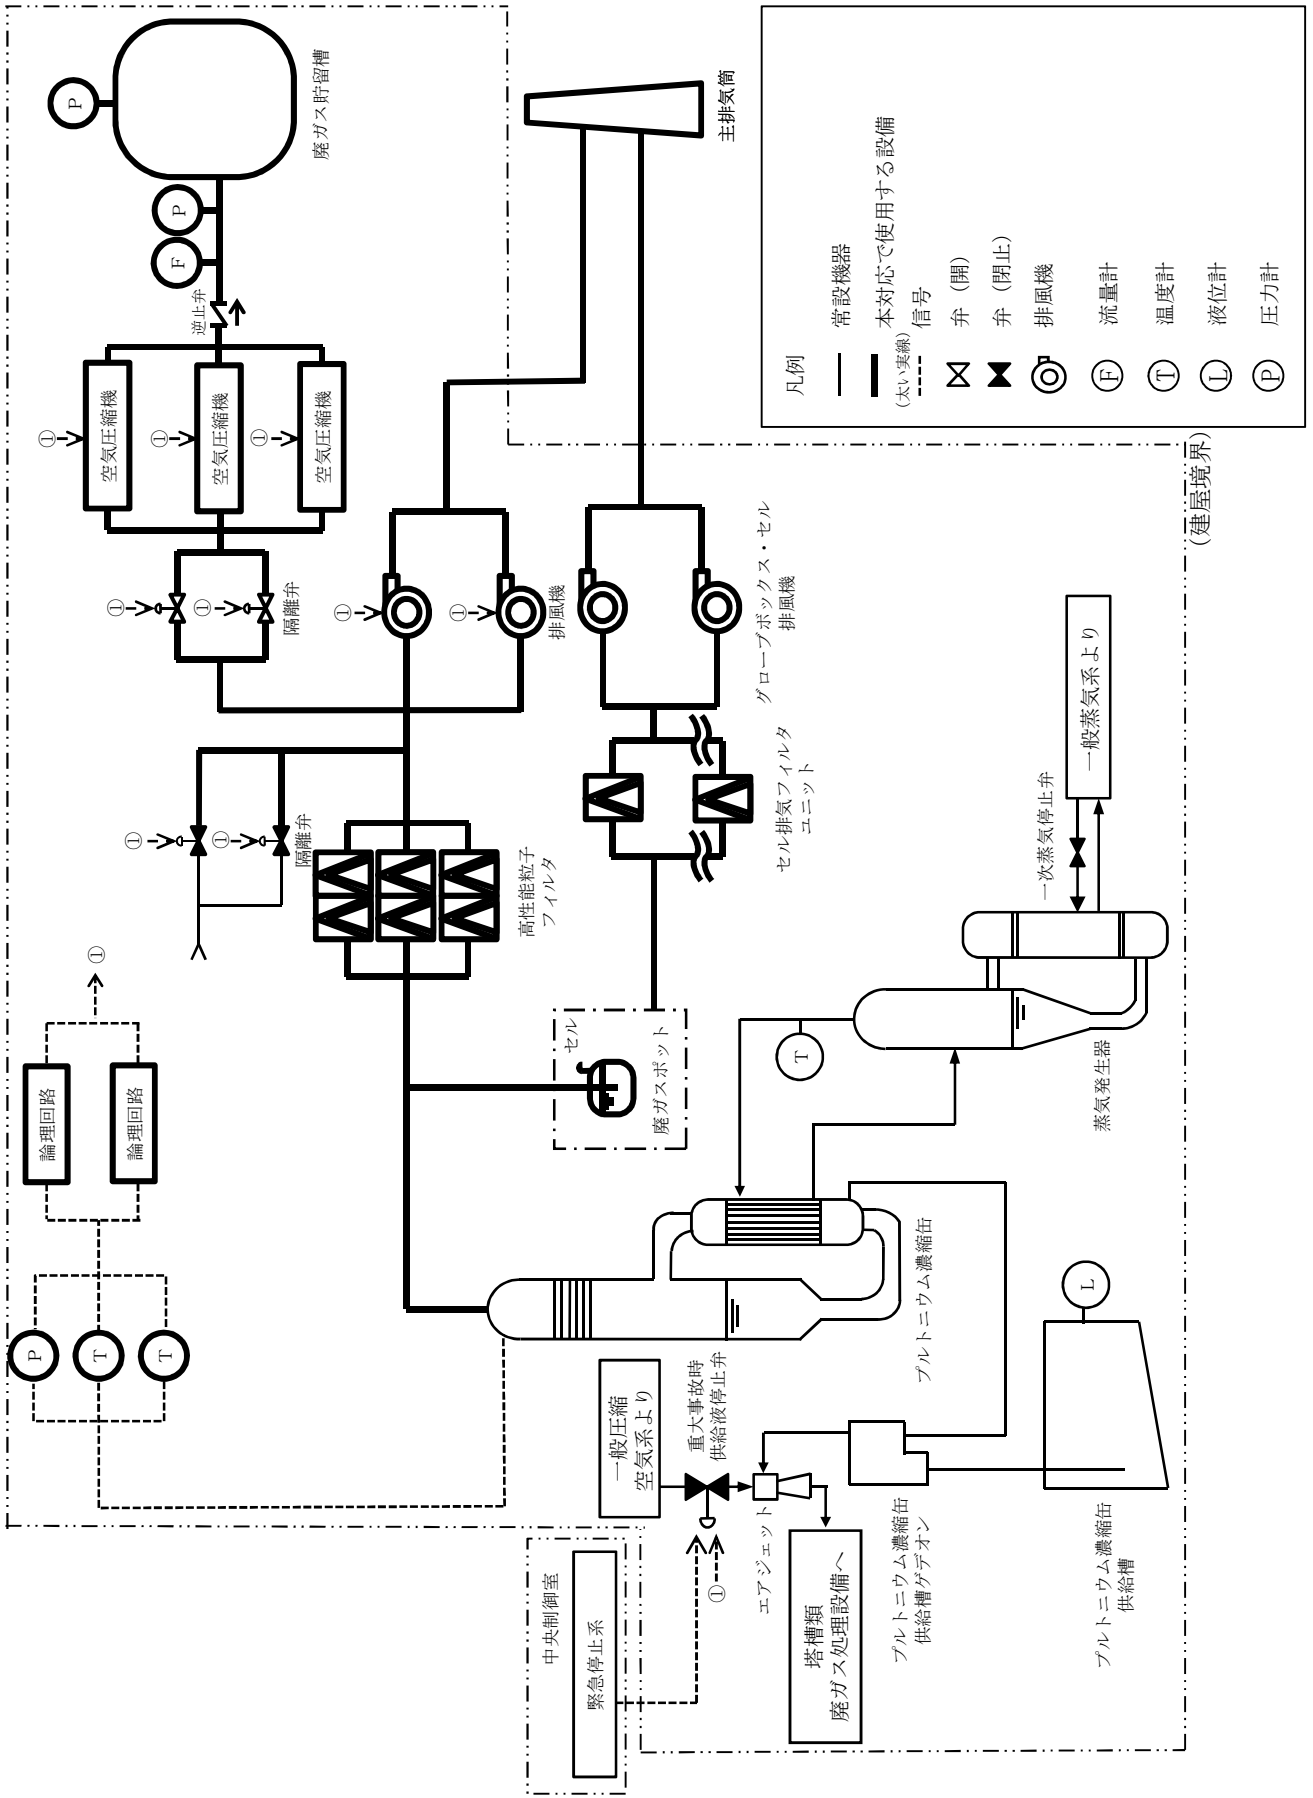 P
廃ガス貯留槽
P
F
逆止弁
①
空気圧縮機
①
空気圧縮機
①
空気圧縮機
①
①
隔離弁
①
①
排風機
主排気筒
グローブボックス・セル
排風機
セル排気フィルタ
ユニット
①
①
隔離弁
高性能粒子
フィルタ
①
論理回路
論理回路
P
T
T
セル
廃ガスポット
T
一次蒸気停止弁
一般蒸気系より
蒸気発生器
プルトニウム濃縮缶
一般圧縮
空気系より
重大事故時
供給液停止弁
①
エアジェット
塔槽類
廃ガス処理設備へ
プルトニウム濃縮缶
供給槽ゲデオン
L
プルトニウム濃縮缶
供給槽
中央制御室
緊急停止系
(建屋境界)
凡例
常設機器
本対応で使用する設備
(太い実線)
信号
弁（開）
弁（閉止）
排風機
F 流量計
T 温度計
L 液位計
P 圧力計